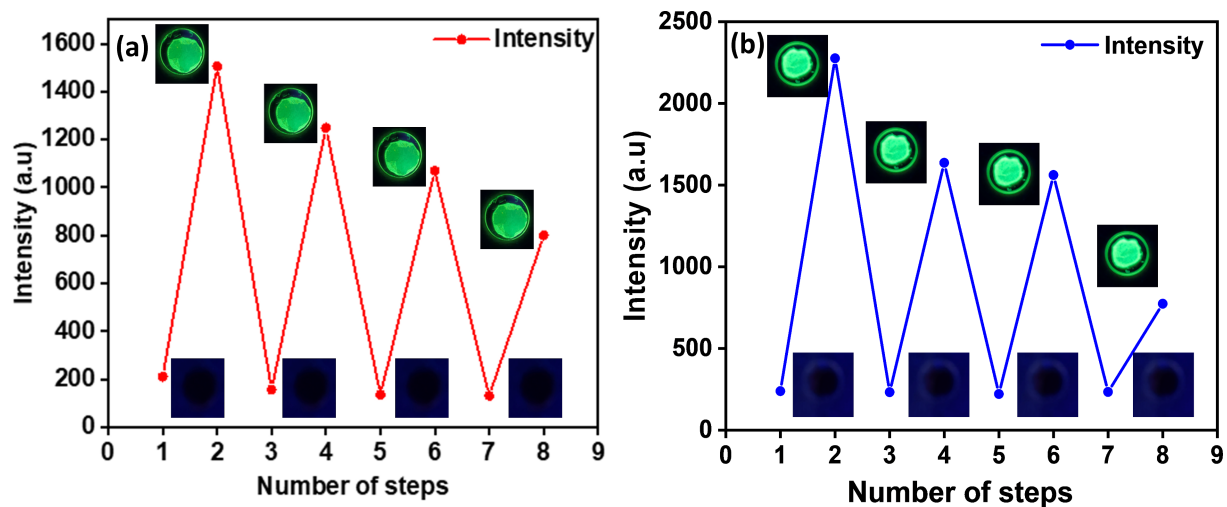 (a)
Intensity
1600
1400
1200
1000
800
600
400
200
0
Intensity (a.u)
0 1 2 3 4 5 6 7 8 9
Number of steps
(b)
Intensity
2500
2000
1500
1000
500
0
Intensity (a.u)
0 1 2 3 4 5 6 7 8 9
Number of steps